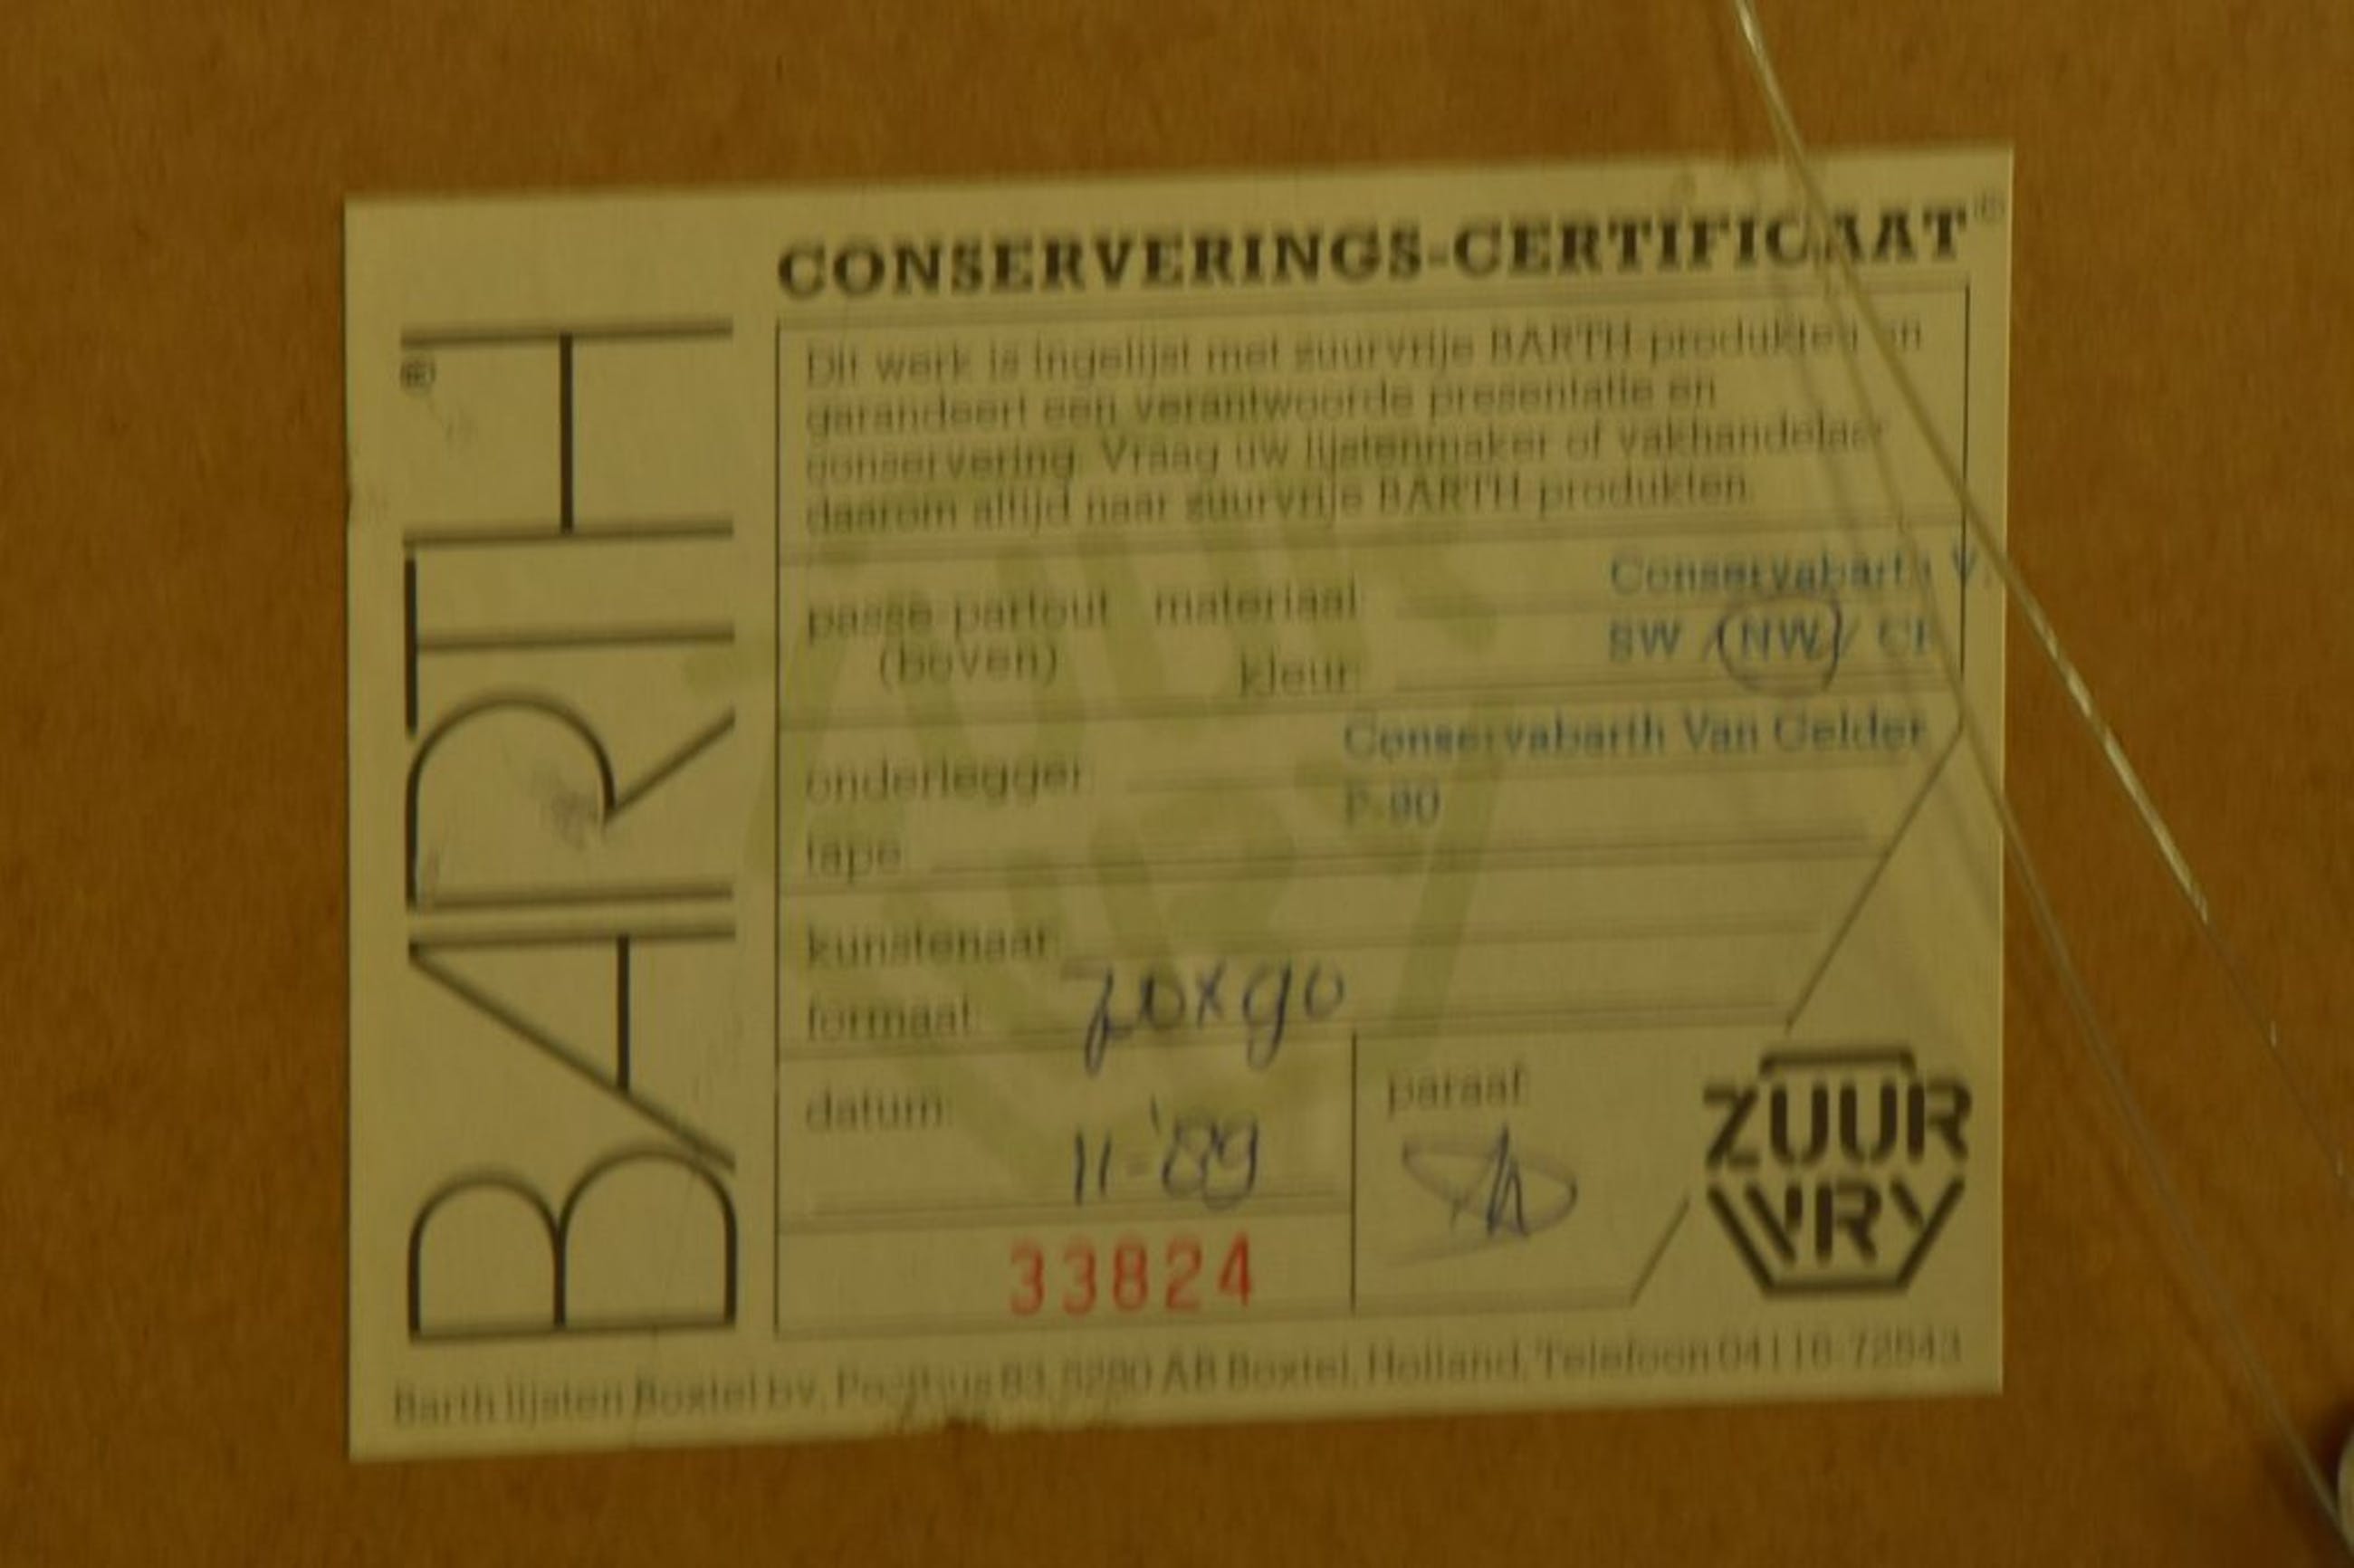 BARTH®
CONSERVERINGS-CERTIFICAAT©
Dit werk is ingelijst met zuurvrije BARTH-produkten en
garandeert een verantwoorde presentatie en
conservering. Vraag uw lijstenmaker of vakhandelaar
daarom altijd naar zuurvrije BARTH-produkten.
passe-partout materiaal: Conservabarth V.
(boven) kleur: SW / NW / CR
onderlegger: Conservabarth Van Gelder
tape: P-90
kunstenaar:
formaat: 70x90
datum: 11-'89
paraaf:
33824
ZUUR
VRY
Barth lijsten Boxtel bv, Postbus 83, 5280 AB Boxtel, Holland, Telefoon 04116-72843